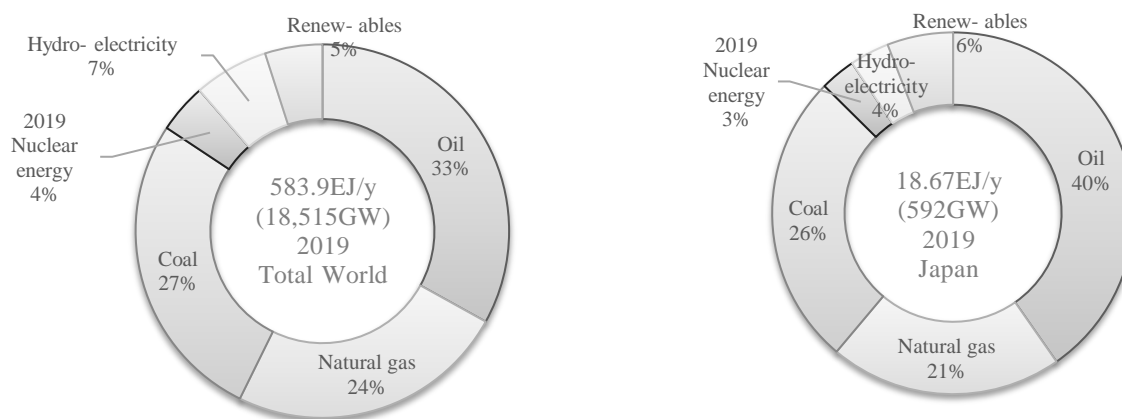 Renew- ables
5%
Hydro- electricity
7%
2019
Nuclear
energy
4%
Oil
33%
583.9EJ/y
(18,515GW)
2019
Total World
Coal
27%
Natural gas
24%
Renew- ables
6%
2019
Nuclear
energy
3%
Hydro-
electricity
4%
Oil
40%
18.67EJ/y
(592GW)
2019
Japan
Coal
26%
Natural gas
21%